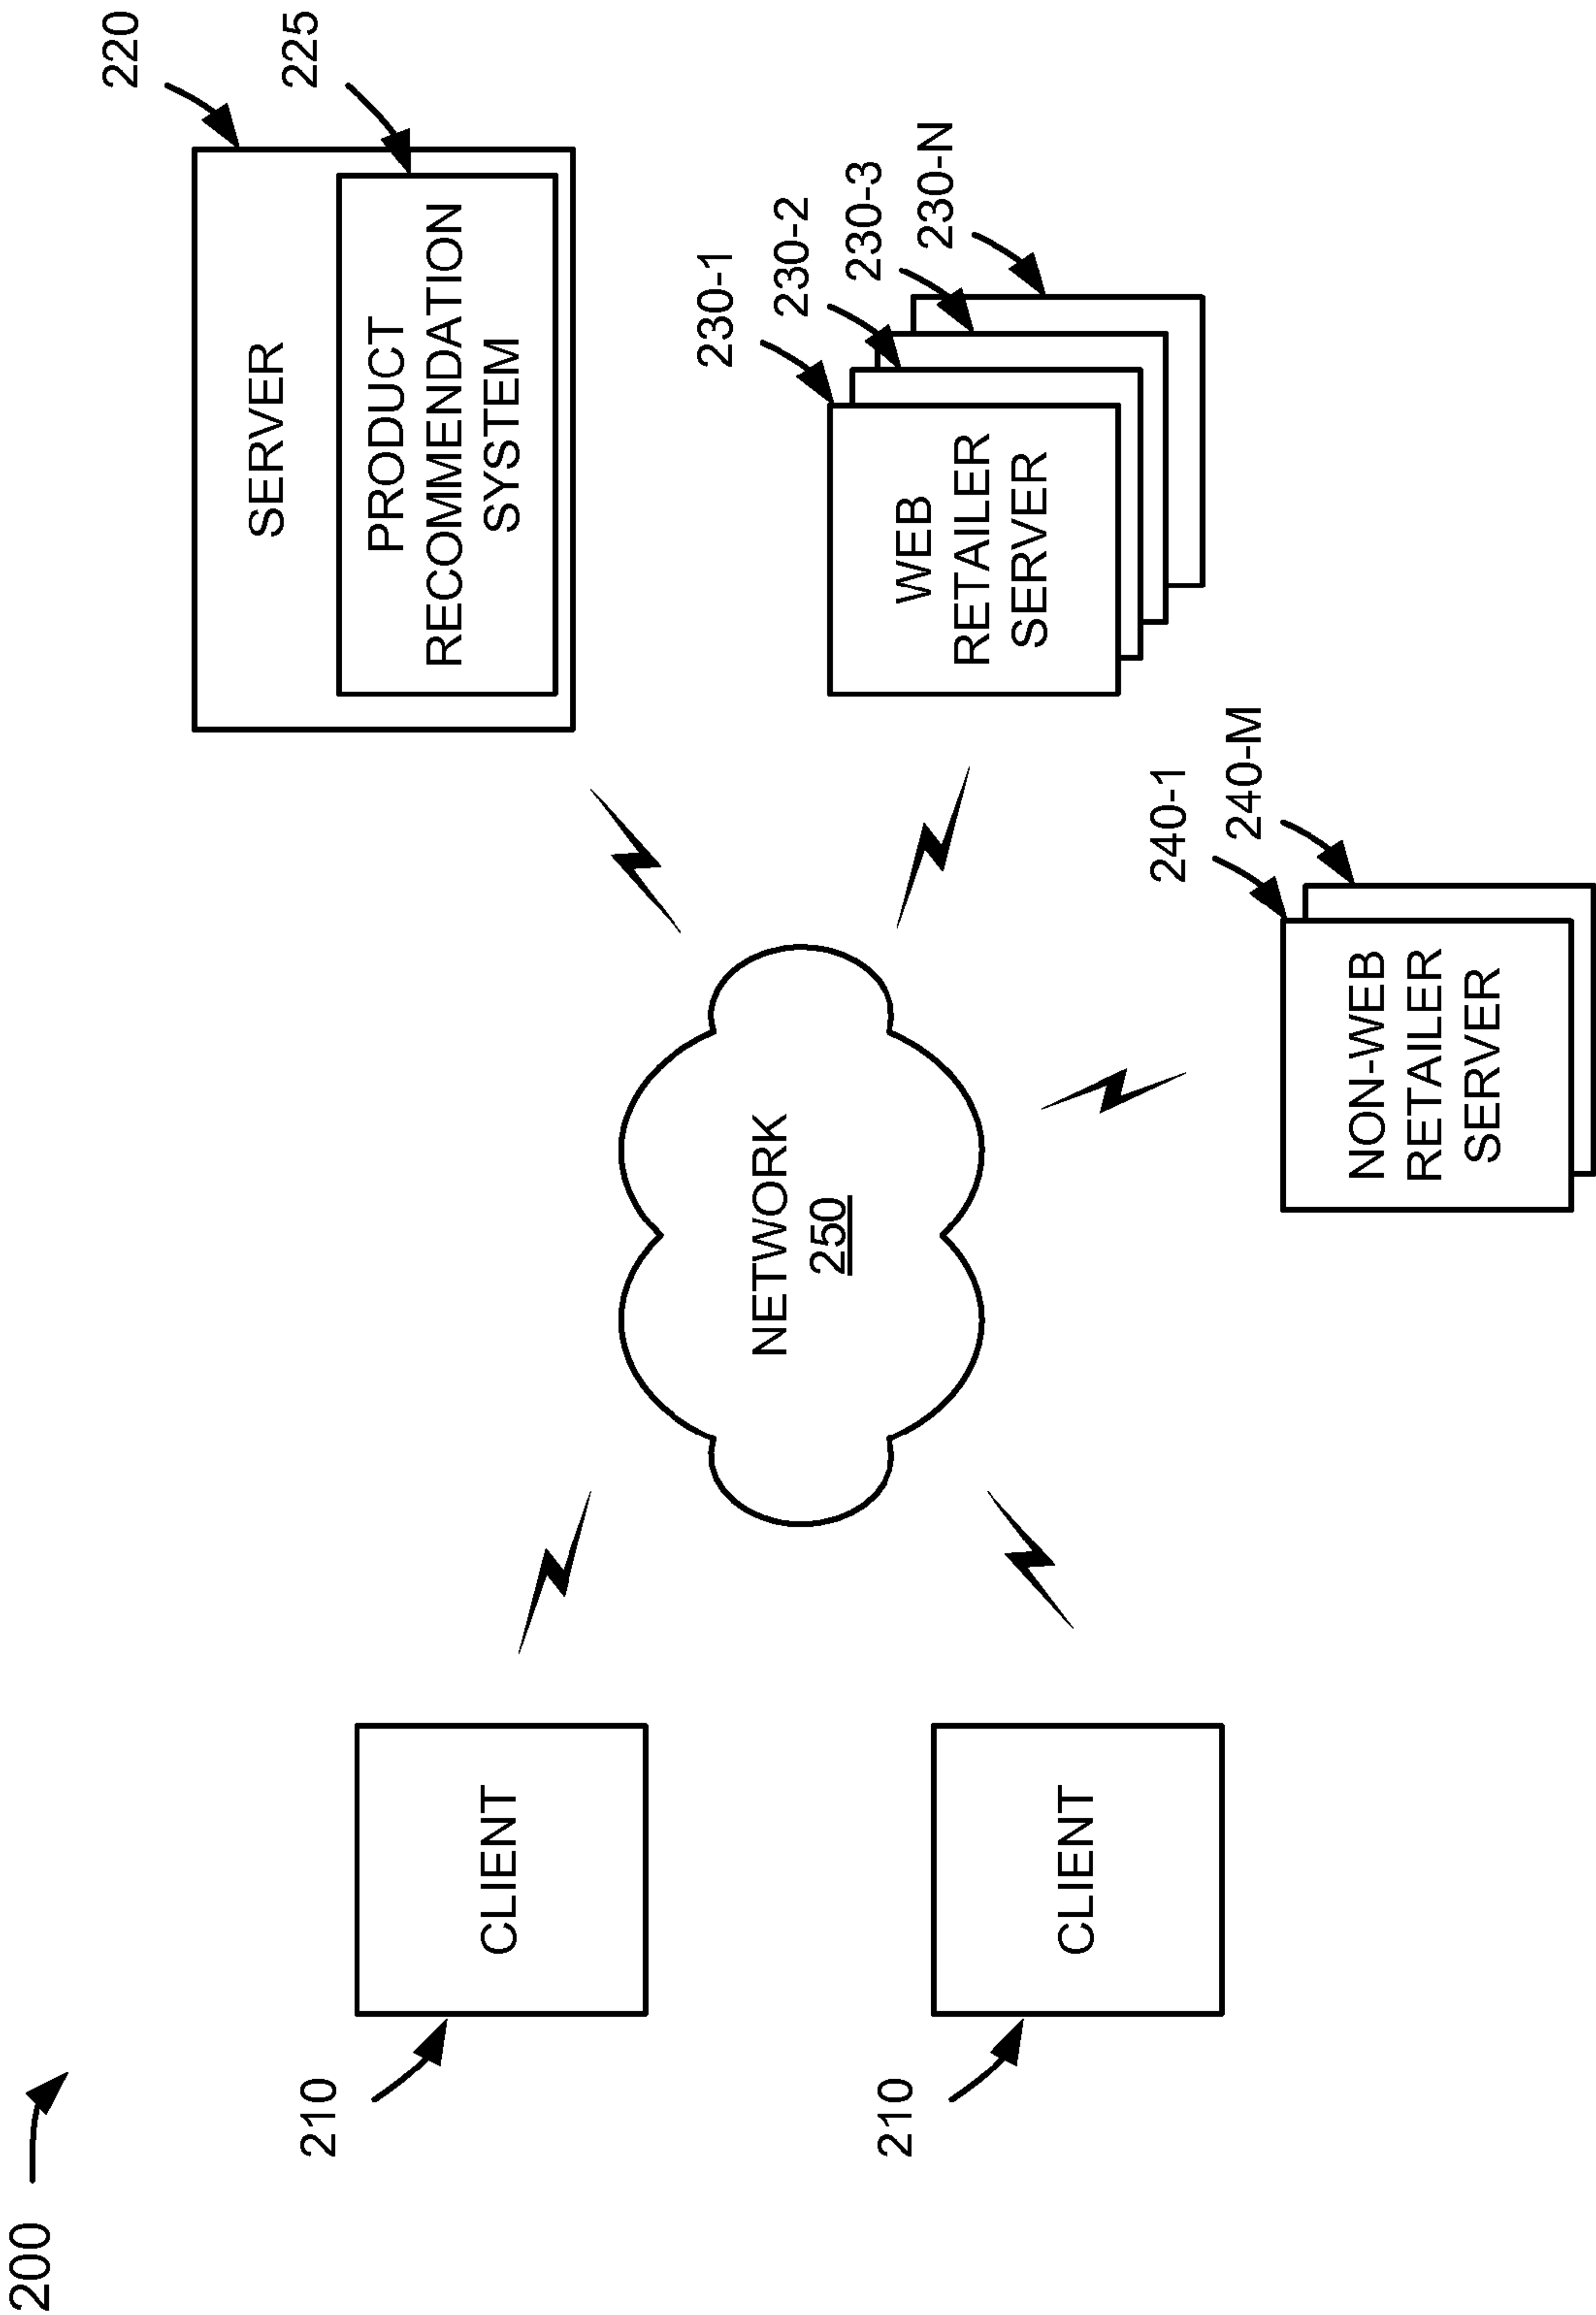 200
210
CLIENT
210
CLIENT
NETWORK
250
220
SERVER
225
PRODUCT
RECOMMENDATION
SYSTEM
230-1
230-2
230-3
230-N
WEB
RETAILER
SERVER
240-1
240-M
NON-WEB
RETAILER
SERVER